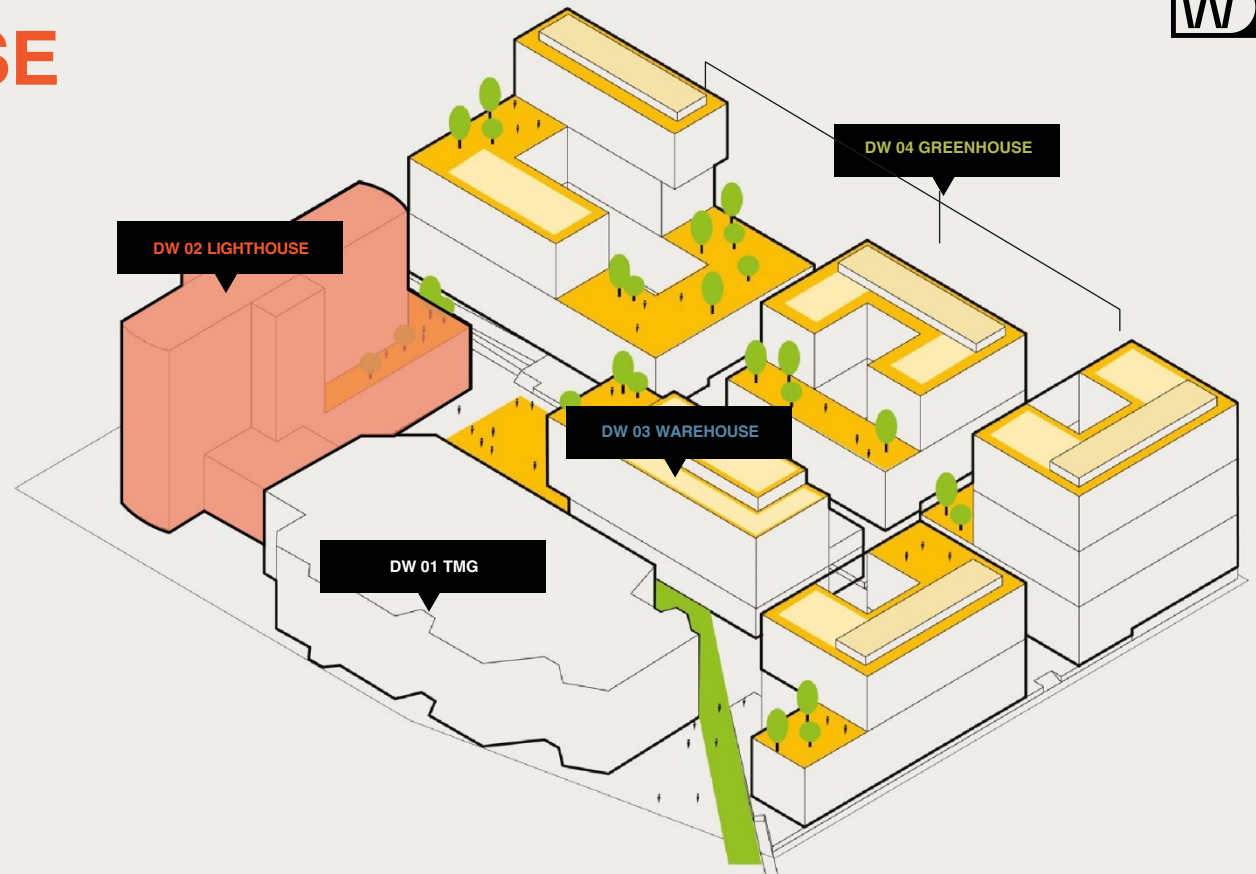 SE
W
DW 04 GREENHOUSE
DW 02 LIGHTHOUSE
DW 03 WAREHOUSE
DW 01 TMG